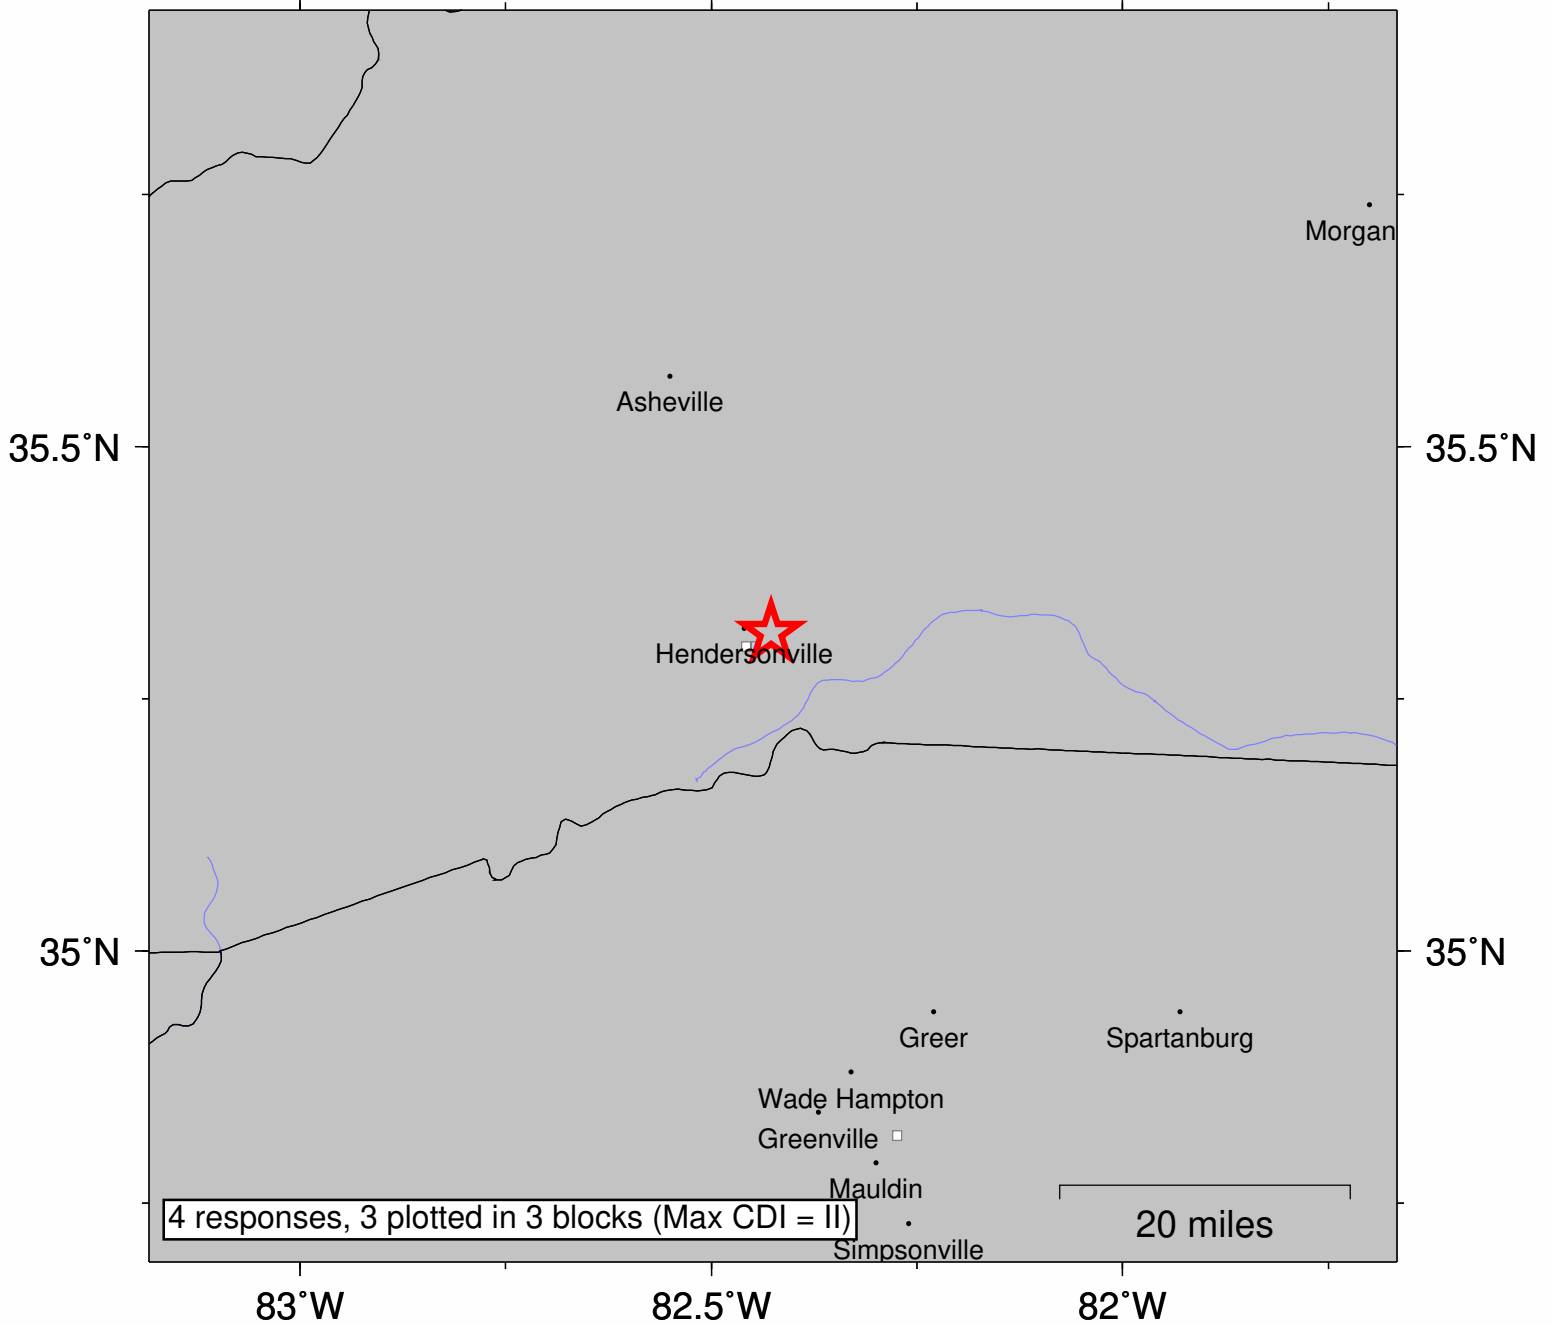 Morgan
Asheville
35.5°N
35.5°N
Hendersonville
35°N
35°N
Greer
Spartanburg
Wade Hampton
Greenville
Mauldin
4 responses, 3 plotted in 3 blocks (Max CDI = II)
20 miles
Simpsonville
83°W
82.5°W
82°W